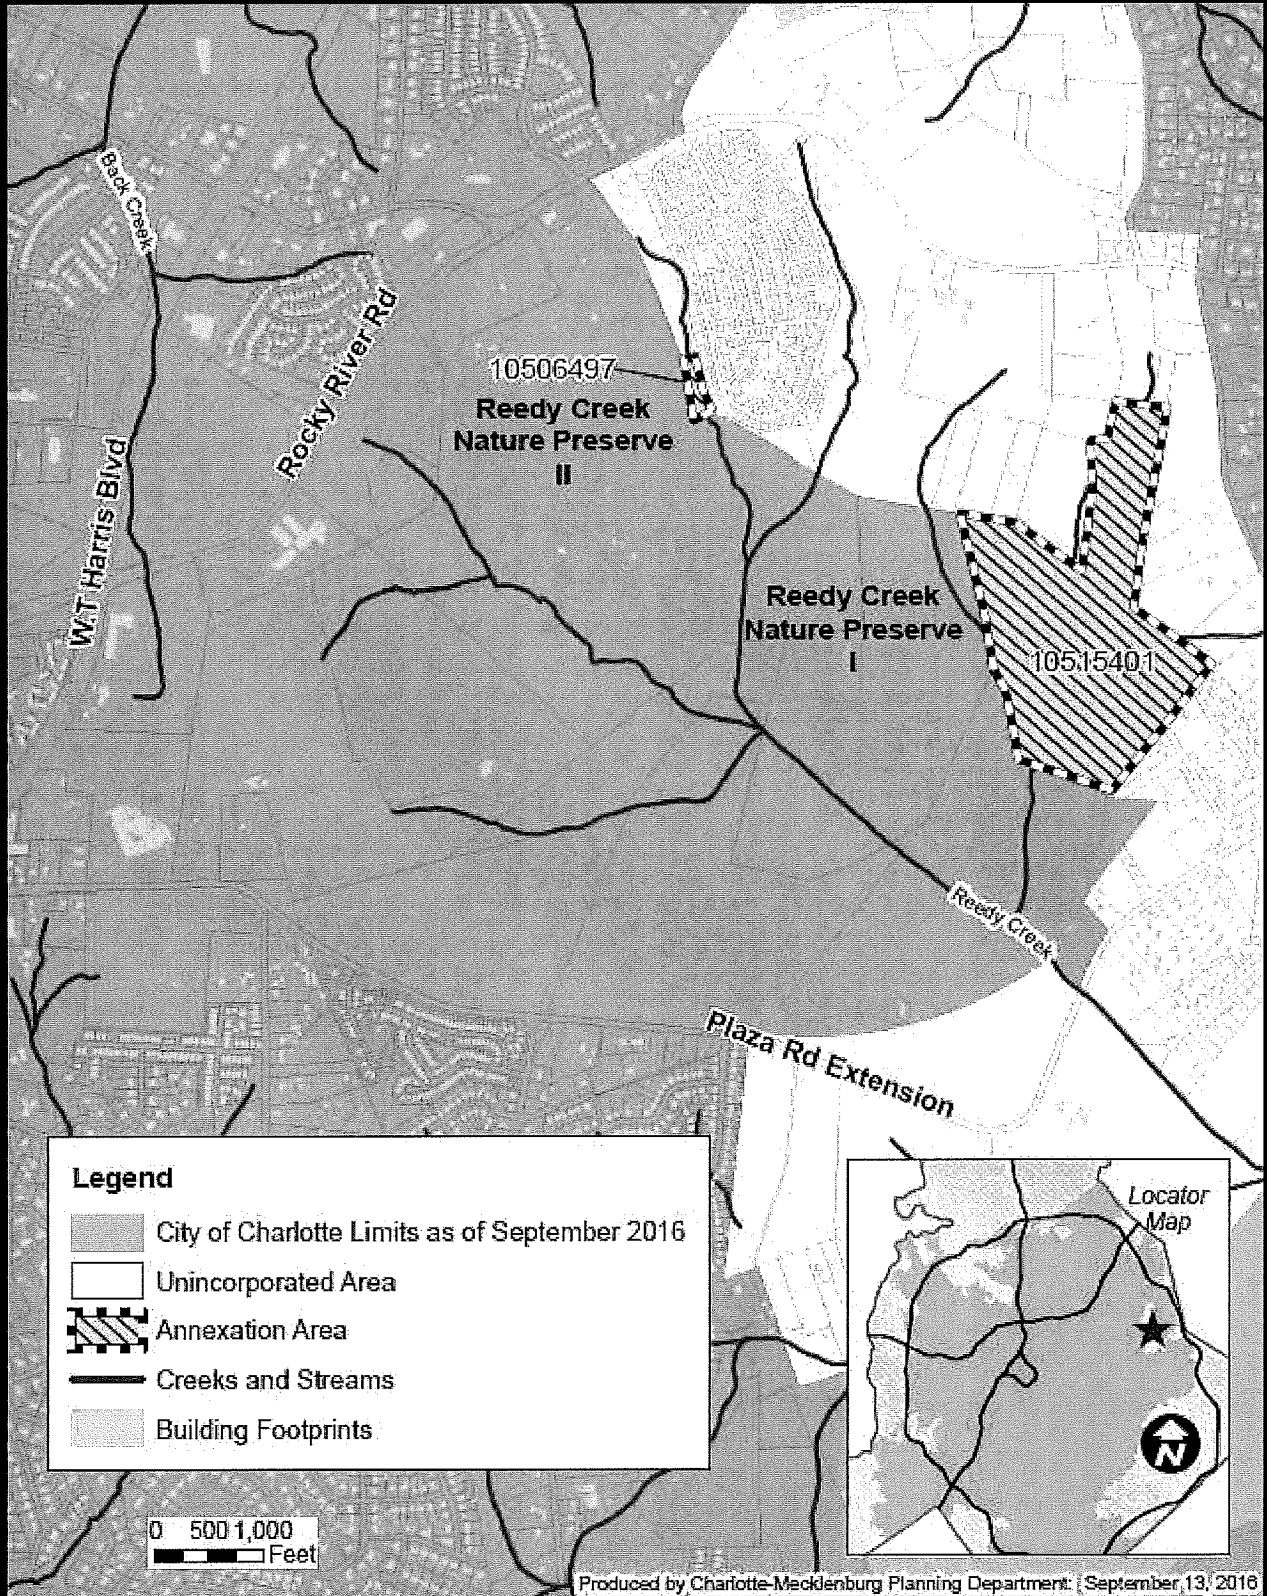 Back Creek
Rocky River Rd
W.T Harris Blvd
10506497
Reedy Creek
Nature Preserve
II
Reedy Creek
Nature Preserve
I
10515401
Reedy Creek
Plaza Rd Extension
Legend
City of Charlotte Limits as of September 2016
Unincorporated Area
Annexation Area
Creeks and Streams
Building Footprints
Locator
Map
N
0 500 1,000
Feet
Produced by Charlotte-Mecklenburg Planning Department: September 13, 2016